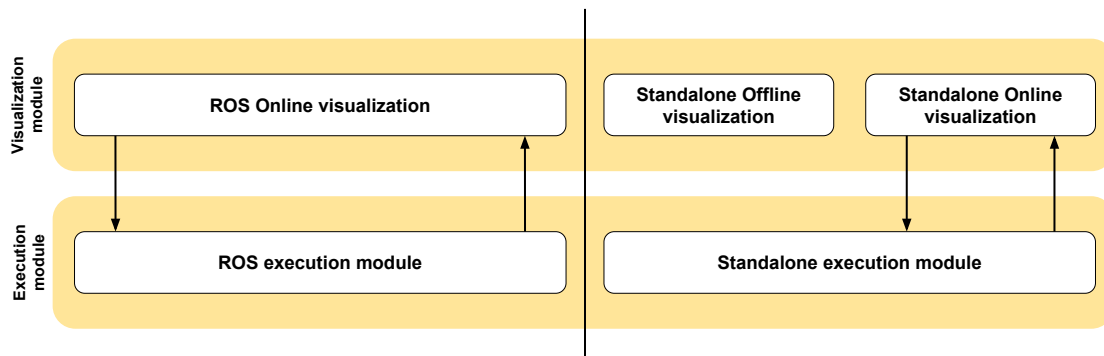 Visualization
module
ROS Online visualization
Standalone Offline
visualization
Standalone Online
visualization
Execution
module
ROS execution module
Standalone execution module